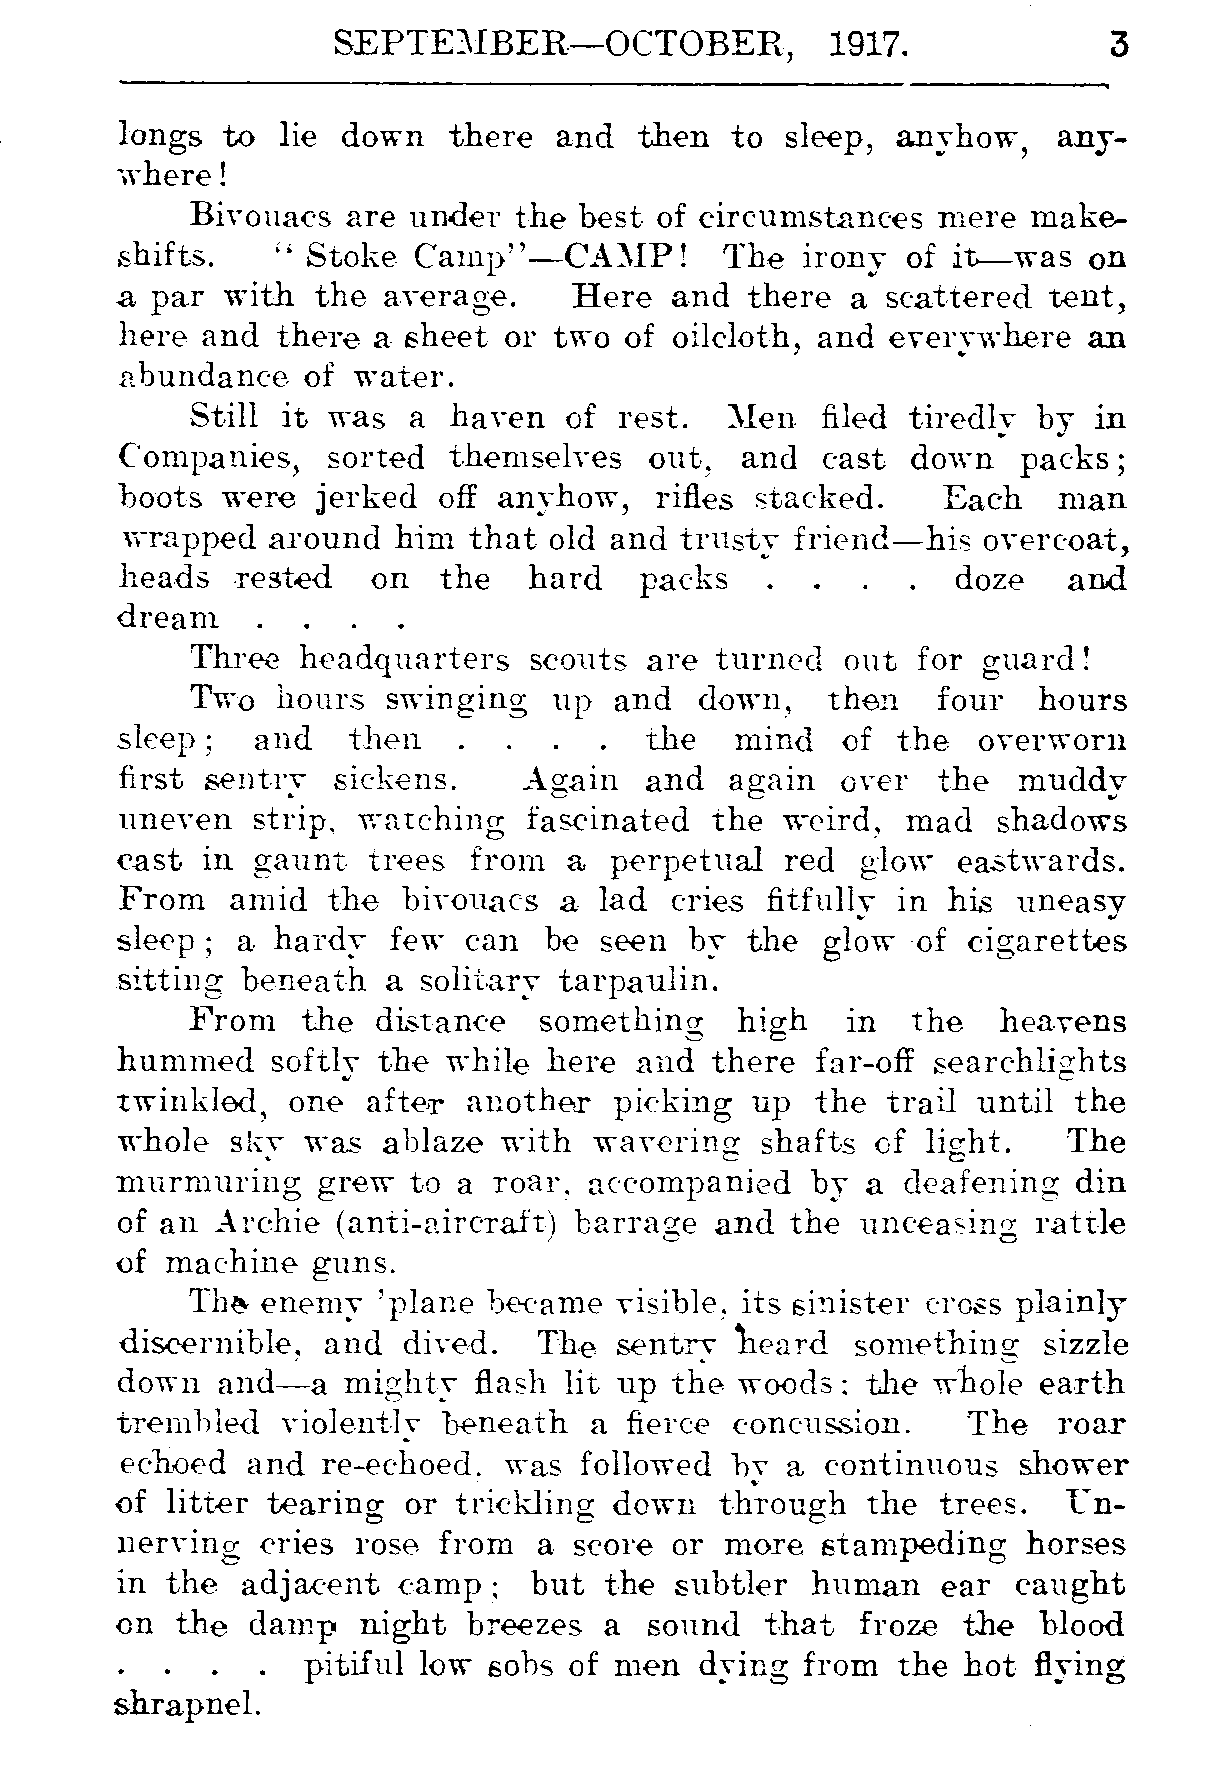 SEPTEMBER—OCTOBER, 1917. 3
longs to lie down there and then to sleep, anyhow, any-
where!
Bivouacs are under the best of circumstances mere make-
shifts. “ Stoke Camp”—CAMP! The irony of it—was on
a par with the average. Here and there a scattered tent,
here and there a sheet or two of oilcloth, and everywhere an
abundance of water.
Still it was a haven of rest. Men filed tiredly by in
Companies, sorted themselves out, and cast down packs;
boots were jerked off anyhow, rifles stacked. Each man
wrapped around him that old and trusty friend—his overcoat,
heads rested on the hard packs . . . . doze and
dream . . . .
Three headquarters scouts are turned out for guard!
Two hours swinging up and down, then four hours
sleep; and then . . . . the mind of the overworn
first sentry sickens. Again and again over the muddy
uneven strip, watching fascinated the weird, mad shadows
cast in gaunt trees from a perpetual red glow eastwards.
From amid the bivouacs a lad cries fitfully in his uneasy
sleep; a hardy few can be seen by the glow of cigarettes
sitting beneath a solitary tarpaulin.
From the distance something high in the heavens
hummed softly the while here and there far-off searchlights
twinkled, one after another picking up the trail until the
whole sky was ablaze with wavering shafts of light. The
murmuring grew to a roar, accompanied by a deafening din
of an Archie (anti-aircraft) barrage and the unceasing rattle
of machine guns.
The enemy ’plane became visible, its sinister cross plainly
discernible, and dived. The sentry heard something sizzle
down and—a mighty flash lit up the woods; the whole earth
trembled violently beneath a fierce concussion. The roar
echoed and re-echoed, was followed by a continuous shower
of litter tearing or trickling down through the trees. Un-
nerving cries rose from a score or more stampeding horses
in the adjacent camp; but the subtler human ear caught
on the damp night breezes a sound that froze the blood
. . . . pitiful low sobs of men dying from the hot flying
shrapnel.